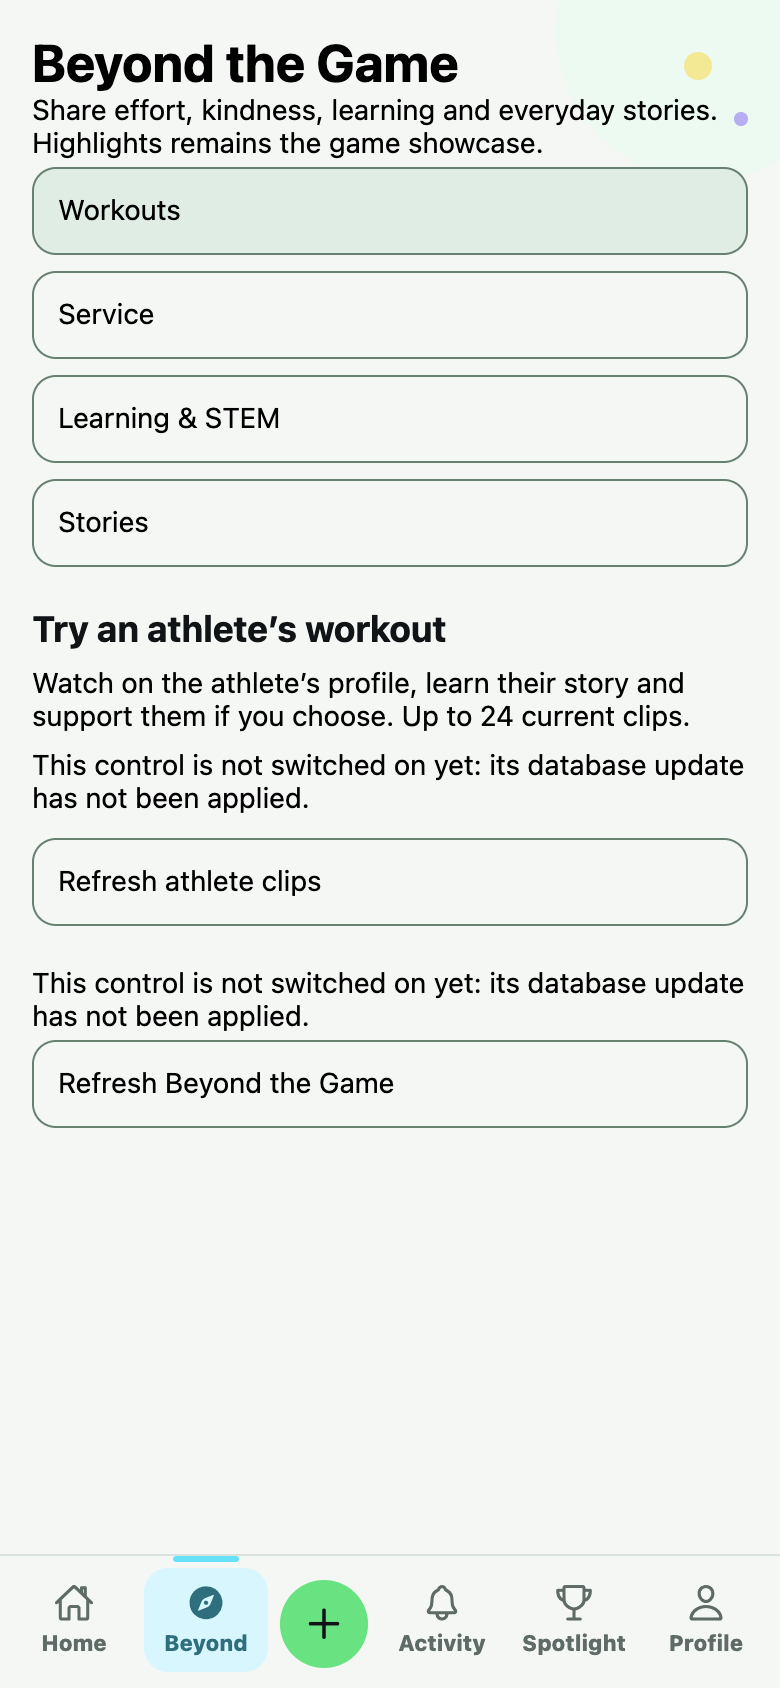 Beyond the Game
Share effort, kindness, learning and everyday stories.
Highlights remains the game showcase.
Workouts
Service
Learning & STEM
Stories
Try an athlete’s workout
Watch on the athlete’s profile, learn their story and
support them if you choose. Up to 24 current clips.
This control is not switched on yet: its database update
has not been applied.
Refresh athlete clips
This control is not switched on yet: its database update
has not been applied.
Refresh Beyond the Game
Home
Beyond
Activity
Spotlight
Profile